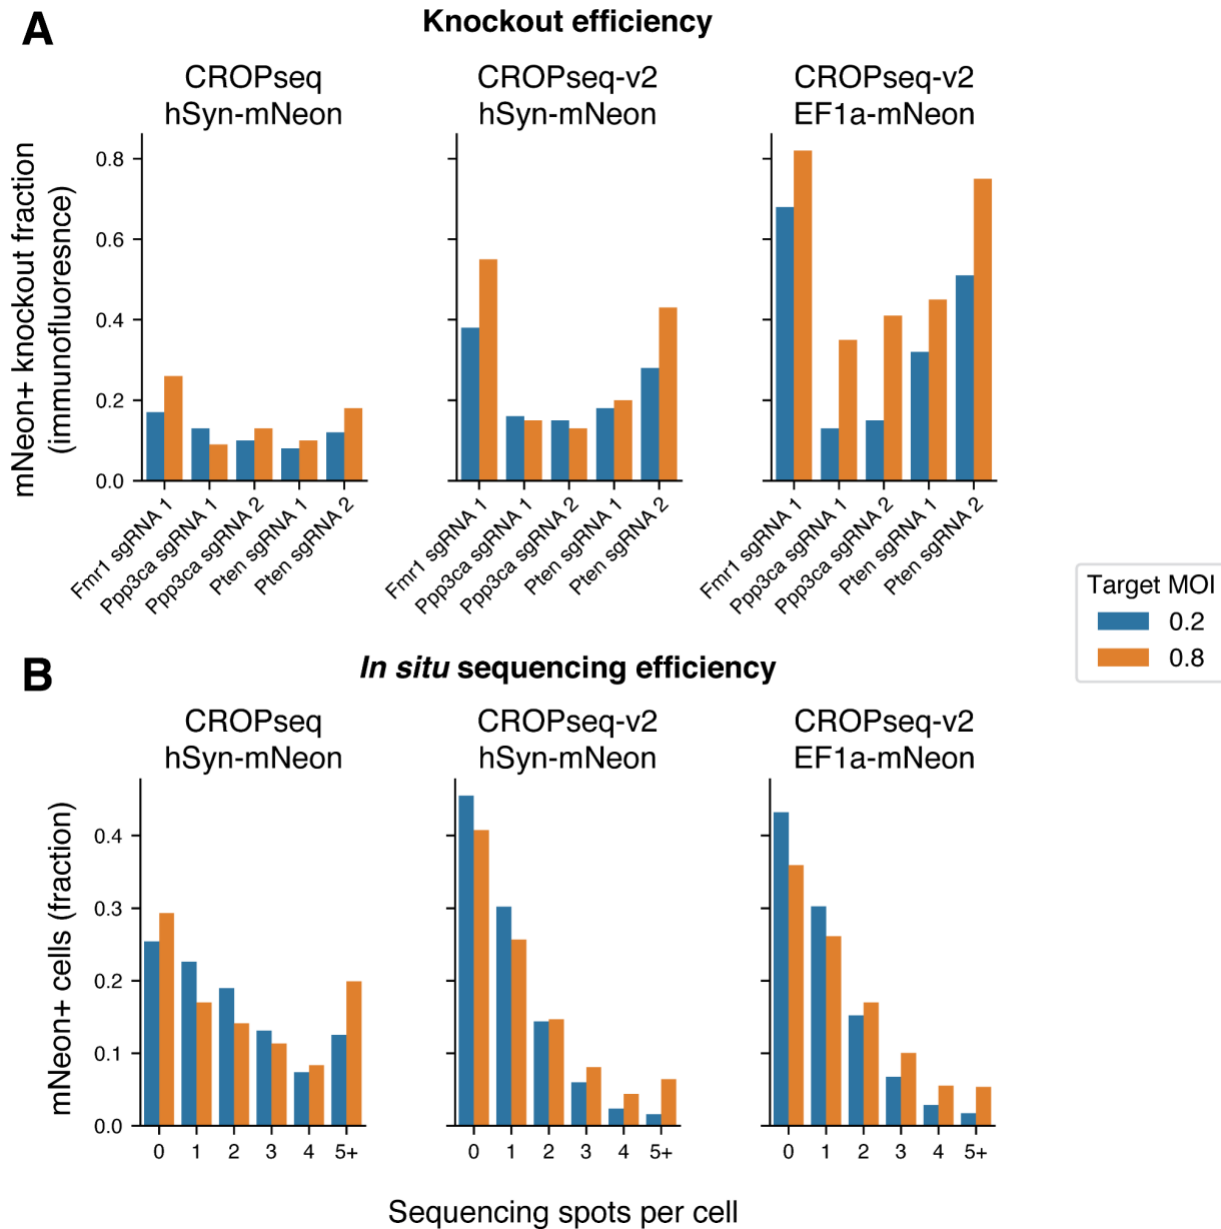 A
Knockout efficiency
CROPseq
hSyn-mNeon
CROPseq-v2
hSyn-mNeon
CROPseq-v2
EF1a-mNeon
mNeon+ knockout fraction
(immunofluoresnce)
0.8
0.6
0.4
0.2
0.0
Fmr1 sgRNA 1
Ppp3ca sgRNA 1
Ppp3ca sgRNA 2
Pten sgRNA 1
Pten sgRNA 2
Fmr1 sgRNA 1
Ppp3ca sgRNA 1
Ppp3ca sgRNA 2
Pten sgRNA 1
Pten sgRNA 2
Fmr1 sgRNA 1
Ppp3ca sgRNA 1
Ppp3ca sgRNA 2
Pten sgRNA 1
Pten sgRNA 2
Target MOI
0.2
0.8
B
In situ sequencing efficiency
CROPseq
hSyn-mNeon
CROPseq-v2
hSyn-mNeon
CROPseq-v2
EF1a-mNeon
mNeon+ cells (fraction)
0.4
0.3
0.2
0.1
0.0
0 1 2 3 4 5+
0 1 2 3 4 5+
0 1 2 3 4 5+
Sequencing spots per cell